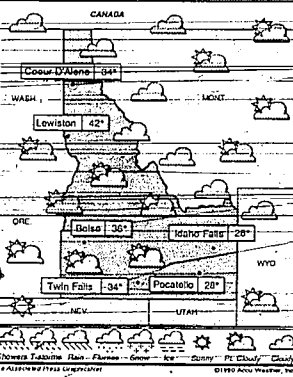 CANADA
Coeur D'Alene 34°
WASH.
MONT.
Lewiston 42°
ORE.
Boise 36°
Idaho Falls 28°
WYO
Twin Falls 34°
Pocatello 28°
NEV.
UTAH
Showers T-storms Rain Flurries Snow Ice Sunny Pt. Cloudy Cloudy
Associated Press GraphicsNet ©1990 Accu Weather, Inc.